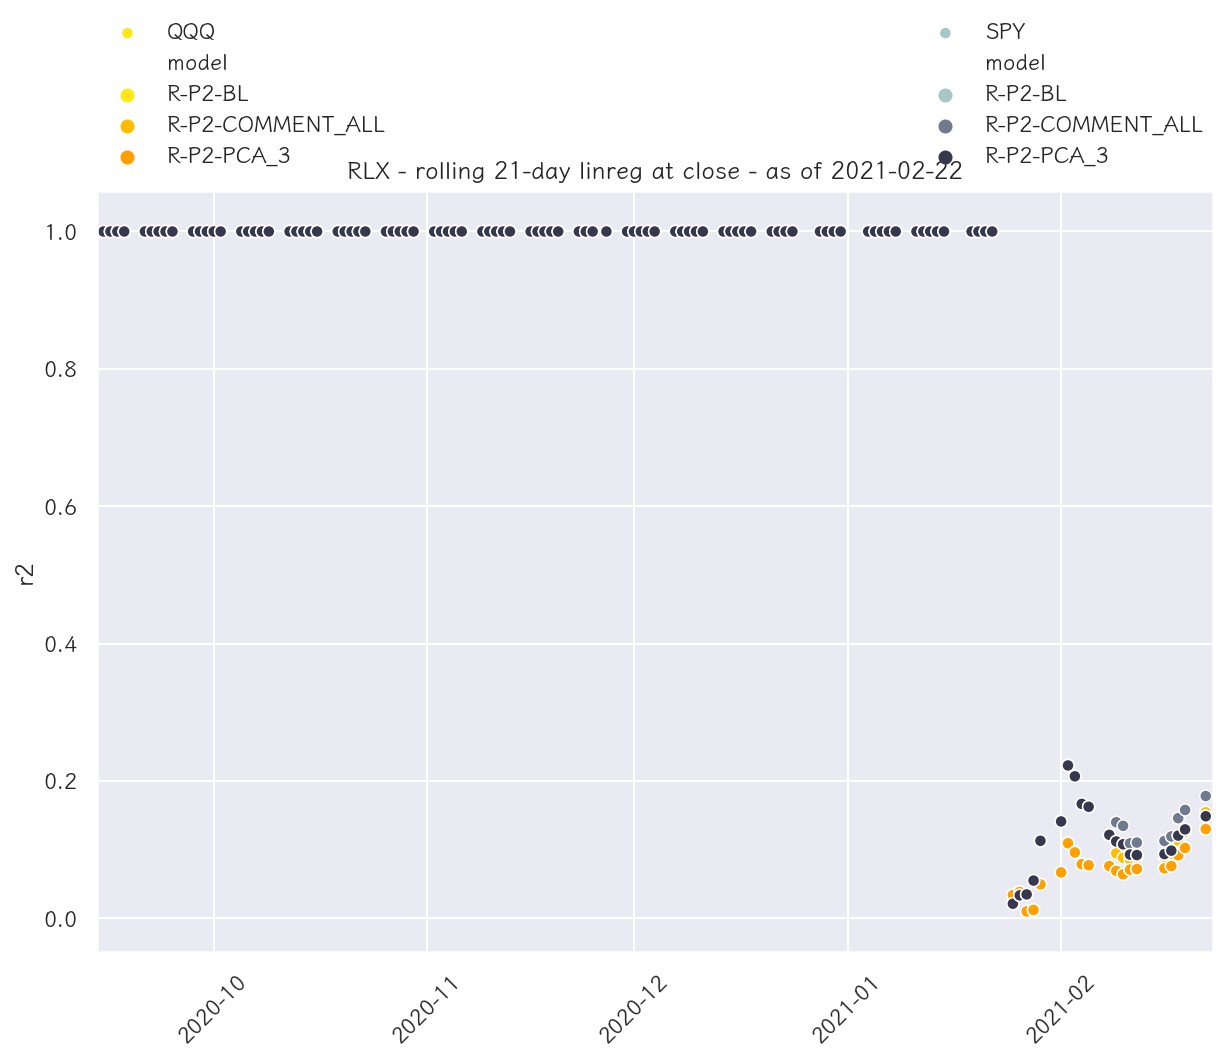 QQQ
model
R-P2-BL
R-P2-COMMENT_ALL
R-P2-PCA_3
SPY
model
R-P2-BL
R-P2-COMMENT_ALL
R-P2-PCA_3
RLX - rolling 21-day linreg at close - as of 2021-02-22
1.0
0.8
0.6
0.4
0.2
0.0
r2
2020-10
2020-11
2020-12
2021-01
2021-02